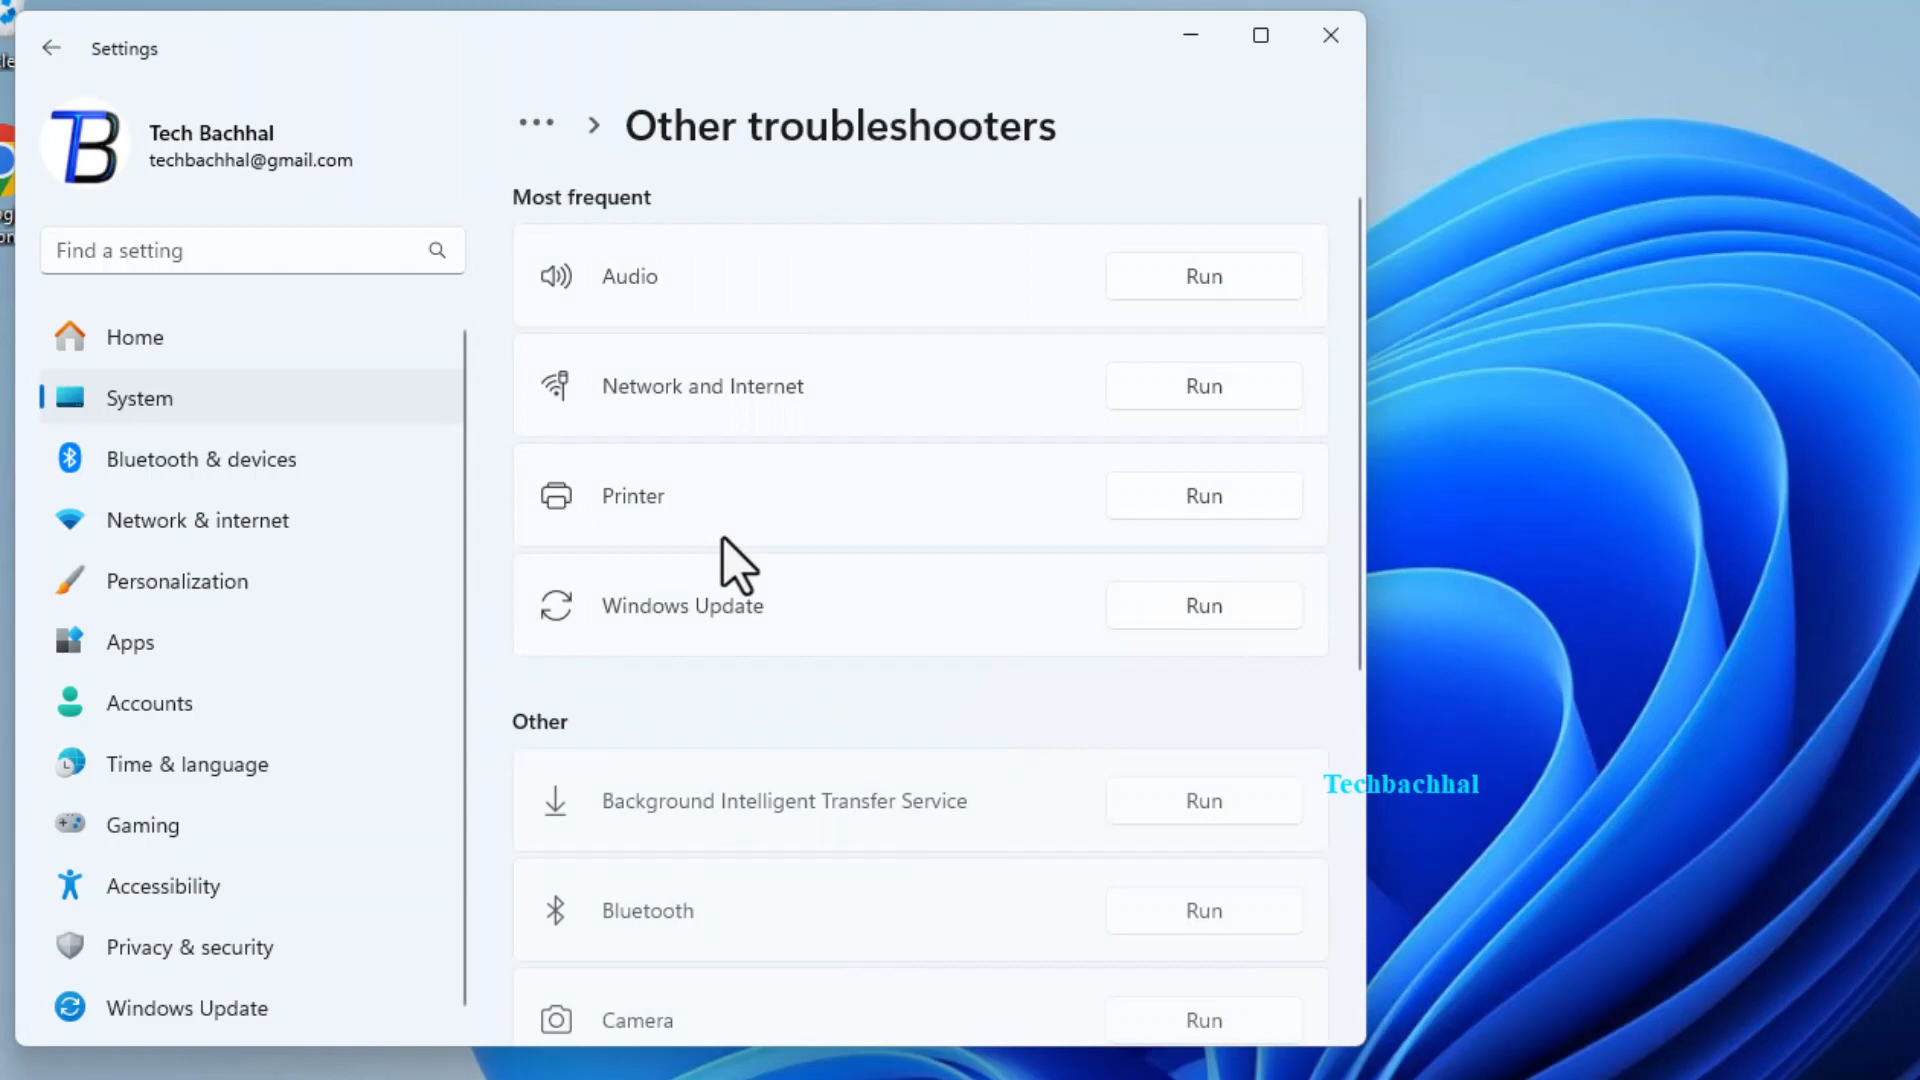 Settings
Tech Bachhal
techbachhal@gmail.com
Find a setting
Home
System
Bluetooth & devices
Network & internet
Personalization
Apps
Accounts
Time & language
Gaming
Accessibility
Privacy & security
Windows Update
... > Other troubleshooters
Most frequent
Audio Run
Network and Internet Run
Printer Run
Windows Update Run
Other
Background Intelligent Transfer Service Run
Bluetooth Run
Camera Run
Techbachhal